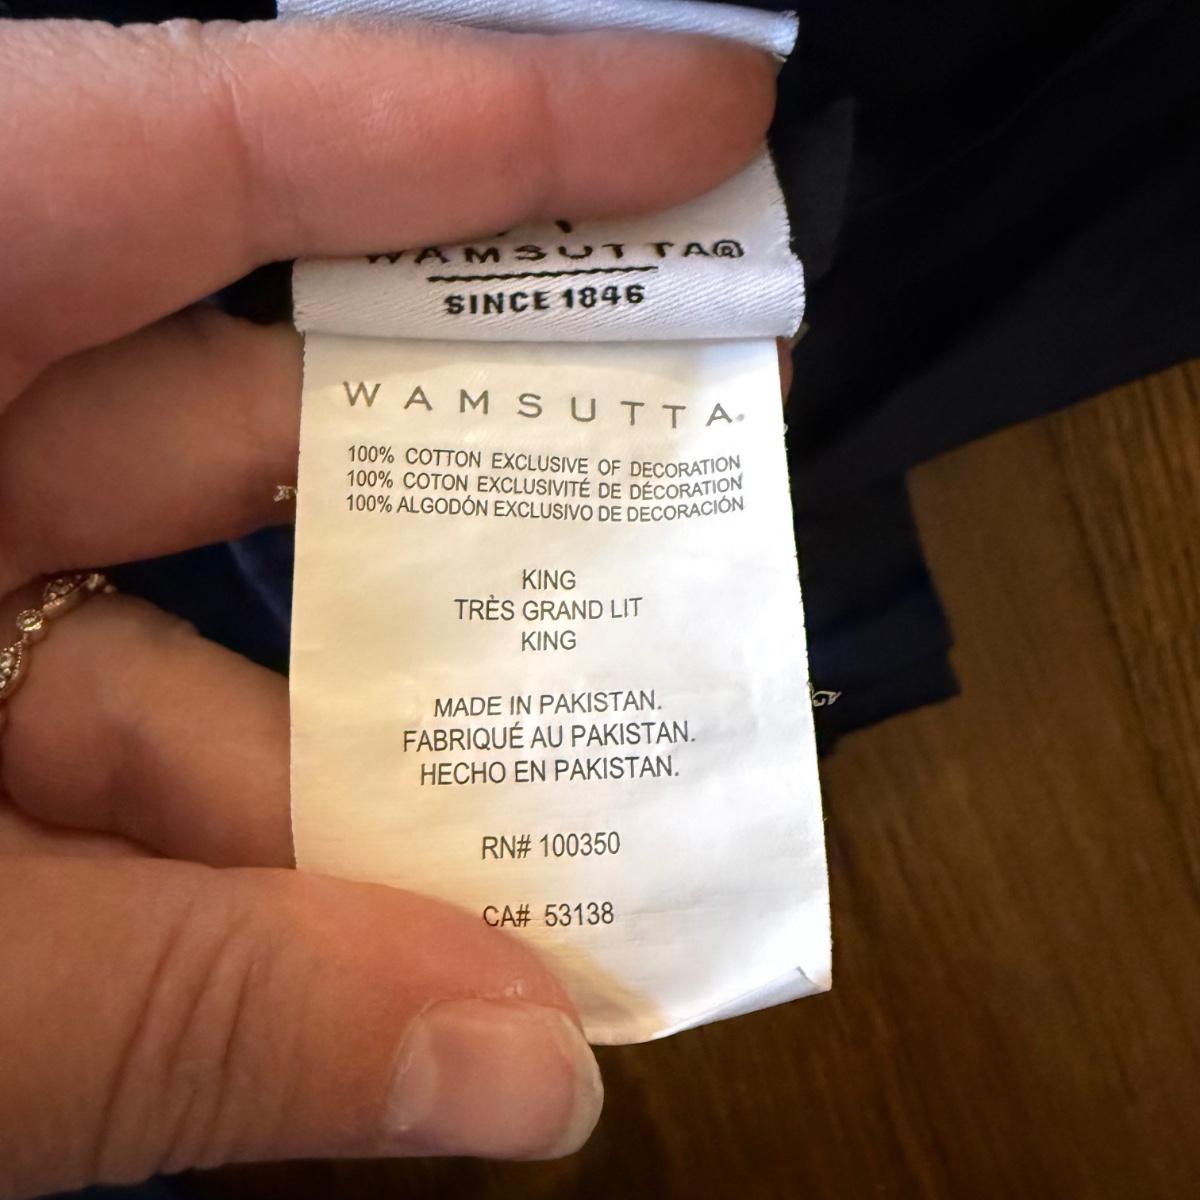 WAMSUTTA®
SINCE 1846
WAMSUTTA®
100% COTTON EXCLUSIVE OF DECORATION
100% COTON EXCLUSIVITÉ DE DÉCORATION
100% ALGODÓN EXCLUSIVO DE DECORACIÓN
KING
TRÈS GRAND LIT
KING
MADE IN PAKISTAN.
FABRIQUÉ AU PAKISTAN.
HECHO EN PAKISTAN.
RN# 100350
CA# 53138